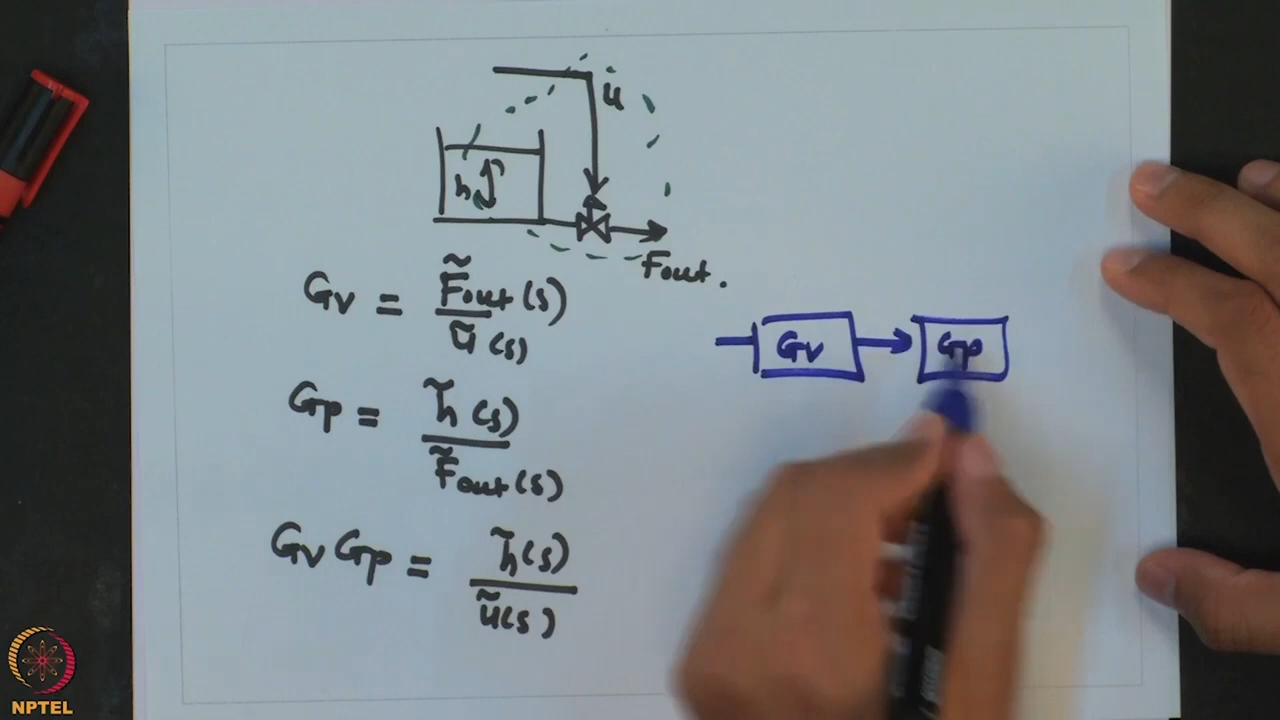 u
h
Fout.
Gv = F̃out(s) / ũ(s)
Gp = h̃(s) / F̃out(s)
GvGp = h̃(s) / ũ(s)
Gv
Gp
NPTEL